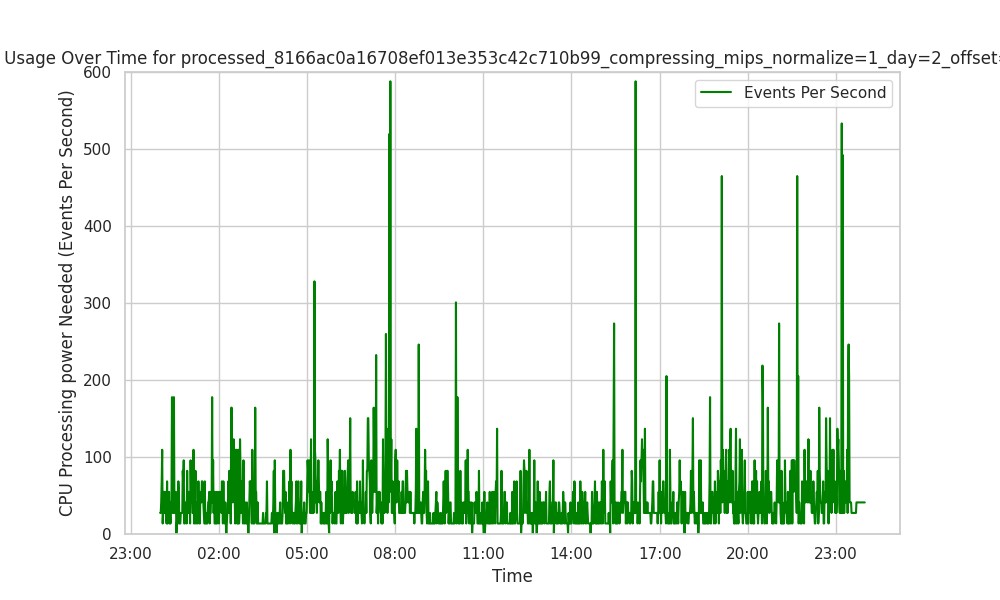 Usage Over Time for processed_8166ac0a16708ef013e353c42c710b99_compressing_mips_normalize=1_day=2_offset=
Events Per Second
CPU Processing power Needed (Events Per Second)
600
500
400
300
200
100
0
23:00 02:00 05:00 08:00 11:00 14:00 17:00 20:00 23:00
Time